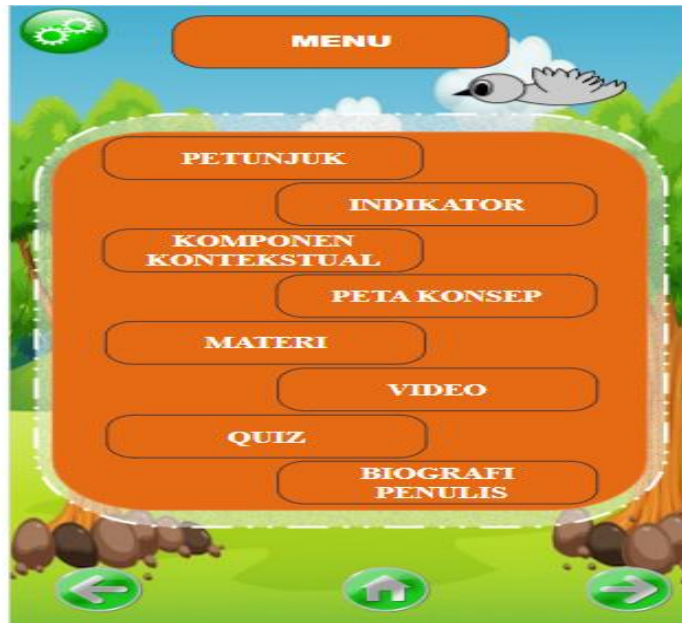 MENU
PETUNJUK
INDIKATOR
KOMPONEN
KONTEKSTUAL
PETA KONSEP
MATERI
VIDEO
QUIZ
BIOGRAFI
PENULIS